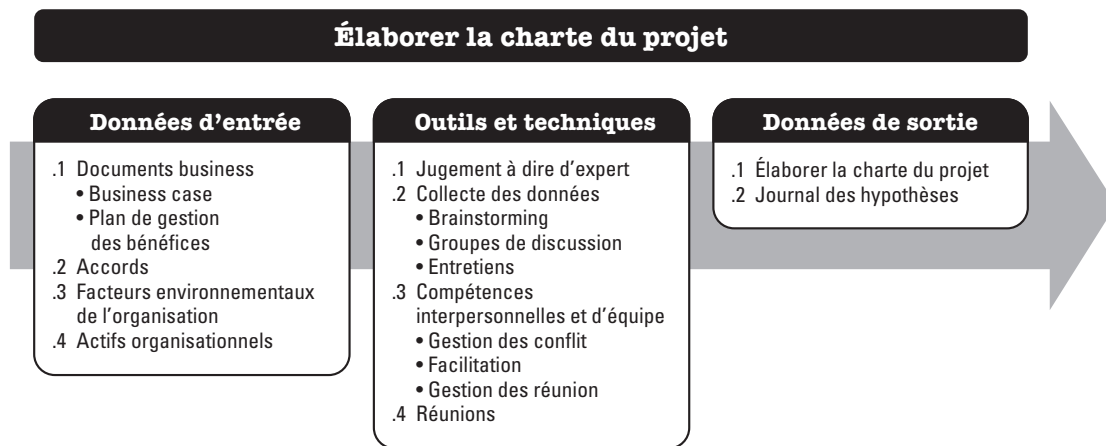 Élaborer la charte du projet
Données d'entrée
.1 Documents business
• Business case
• Plan de gestion
des bénéfices
.2 Accords
.3 Facteurs environnementaux
de l'organisation
.4 Actifs organisationnels
Outils et techniques
.1 Jugement à dire d'expert
.2 Collecte des données
• Brainstorming
• Groupes de discussion
• Entretiens
.3 Compétences
interpersonnelles et d'équipe
• Gestion des conflit
• Facilitation
• Gestion des réunion
.4 Réunions
Données de sortie
.1 Élaborer la charte du projet
.2 Journal des hypothèses